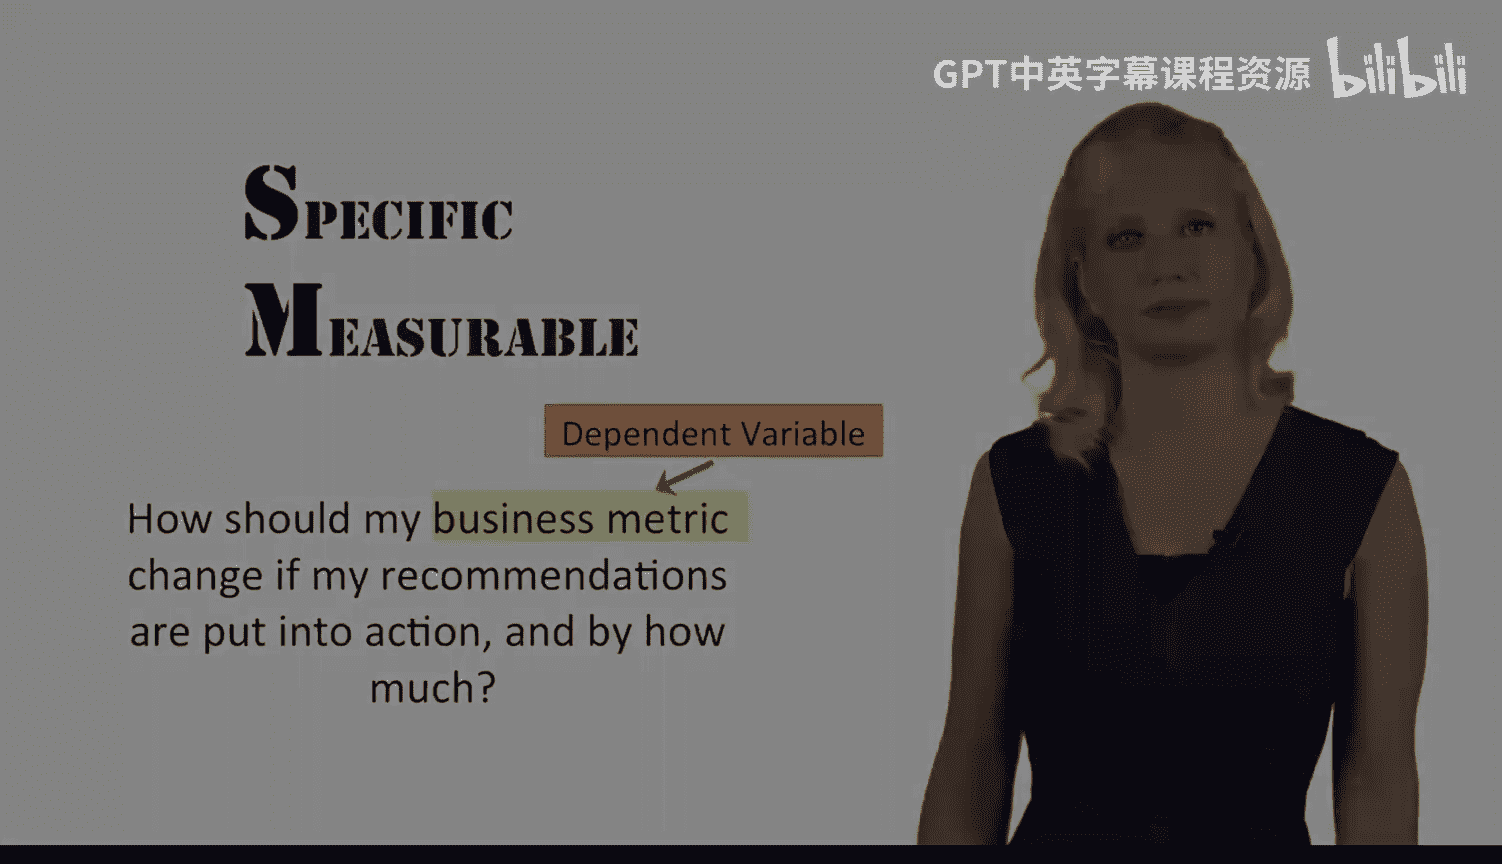 GPT中英字幕课程资源 bilibili
SPECIFIC
MEASURABLE
Dependent Variable
How should my business metric
change if my recommendations
are put into action, and by how
much?